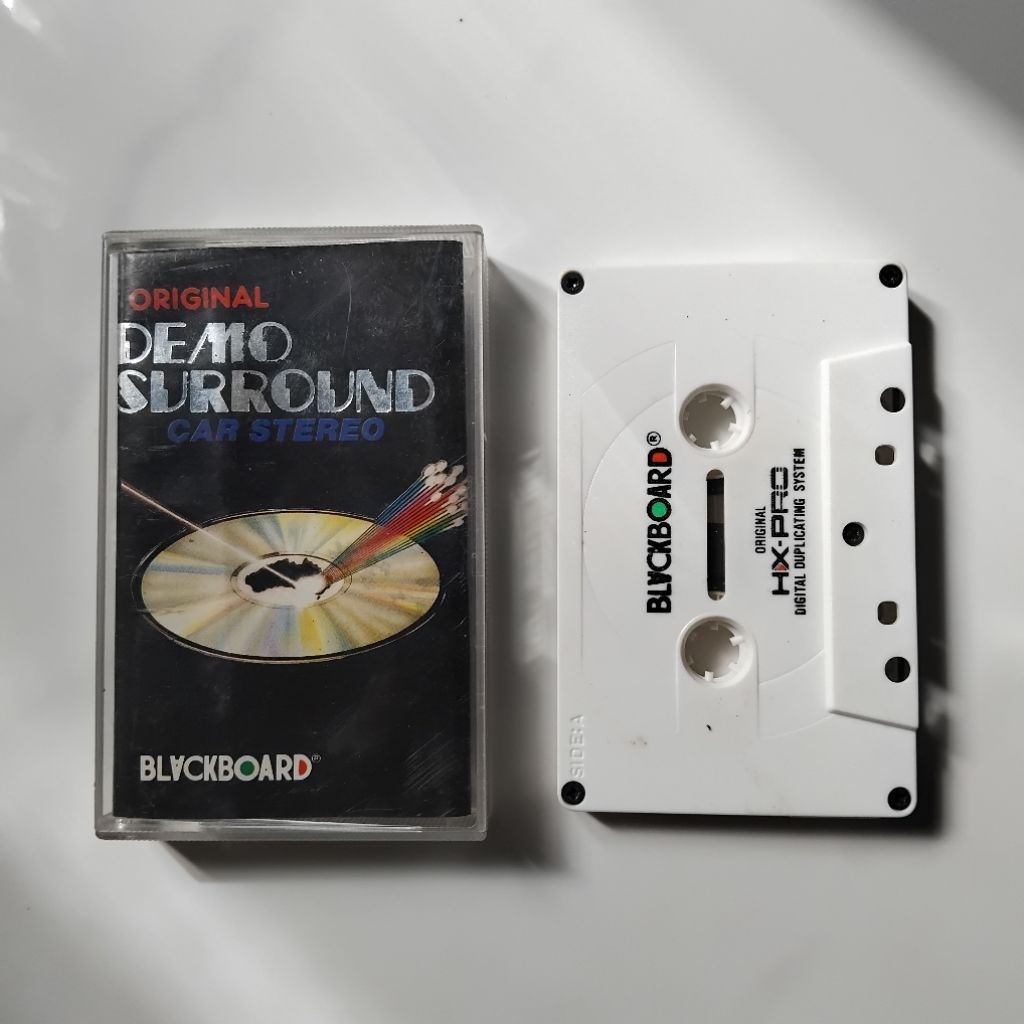 ORIGINAL
DEMO
SURROUND
CAR STEREO
BLACKBOARD®
BLACKBOARD®
ORIGINAL
HX-PRO
DIGITAL DUPLICATING SYSTEM
SIDE:A